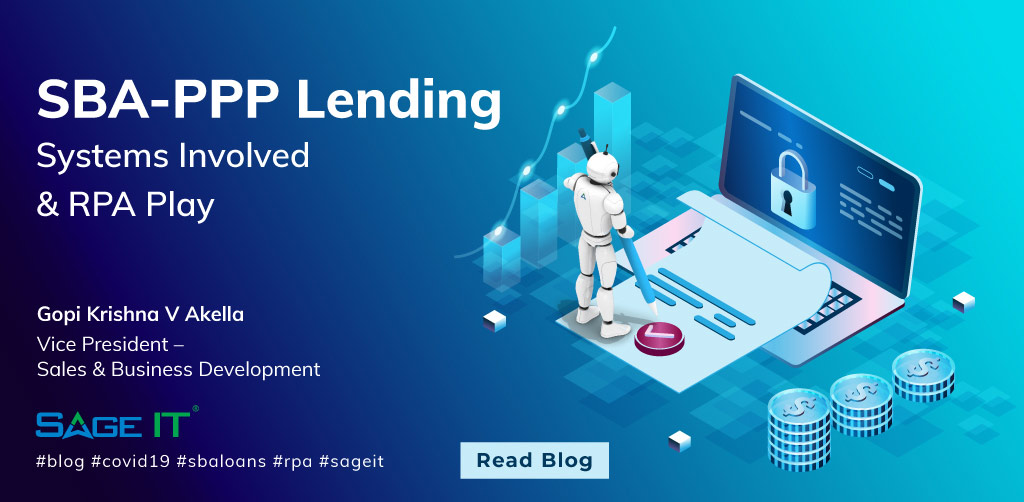 SBA-PPP Lending
Systems Involved
& RPA Play
Gopi Krishna V Akella
Vice President –
Sales & Business Development
SAGE IT®
#blog #covid19 #sbaloans #rpa #sageit
Read Blog